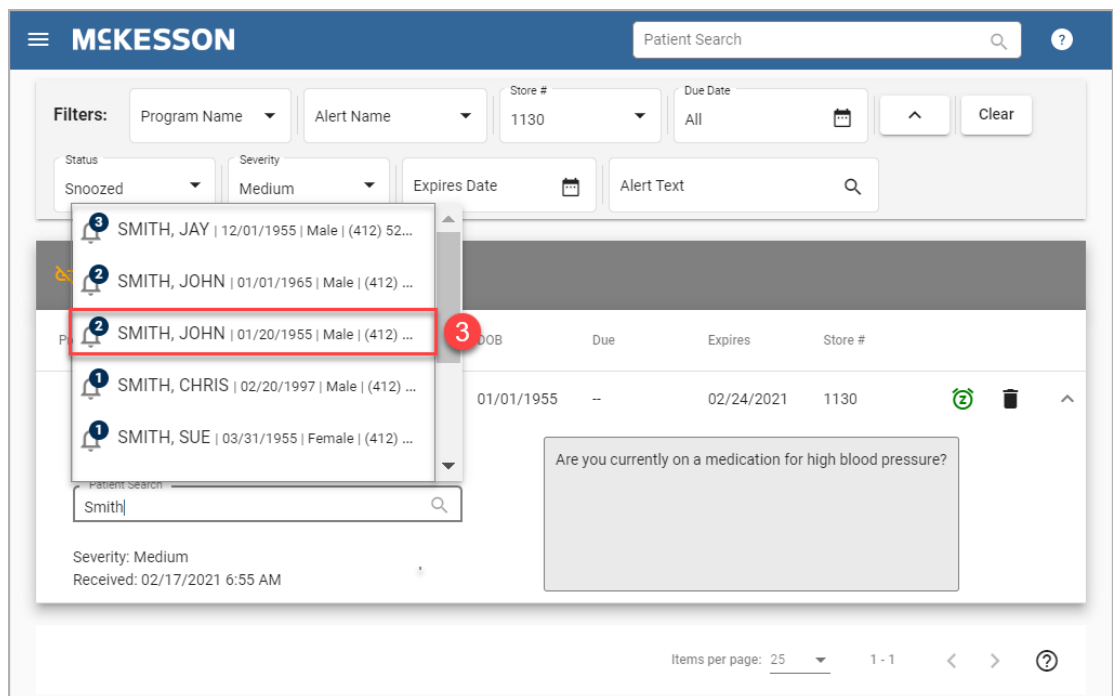 MCKESSON
Patient Search
?
Filters:
Program Name
Alert Name
Store #
1130
Due Date
All
Clear
Status
Snoozed
Severity
Medium
Expires Date
Alert Text
3 SMITH, JAY | 12/01/1955 | Male | (412) 52...
2 SMITH, JOHN | 01/01/1965 | Male | (412) ...
2 SMITH, JOHN | 01/20/1955 | Male | (412) ...
3
1 SMITH, CHRIS | 02/20/1997 | Male | (412) ...
1 SMITH, SUE | 03/31/1955 | Female | (412) ...
DOB
Due
Expires
Store #
01/01/1955
--
02/24/2021
1130
z
Are you currently on a medication for high blood pressure?
Patient Search
Smith
Severity: Medium
Received: 02/17/2021 6:55 AM
Items per page: 25
1 - 1
?